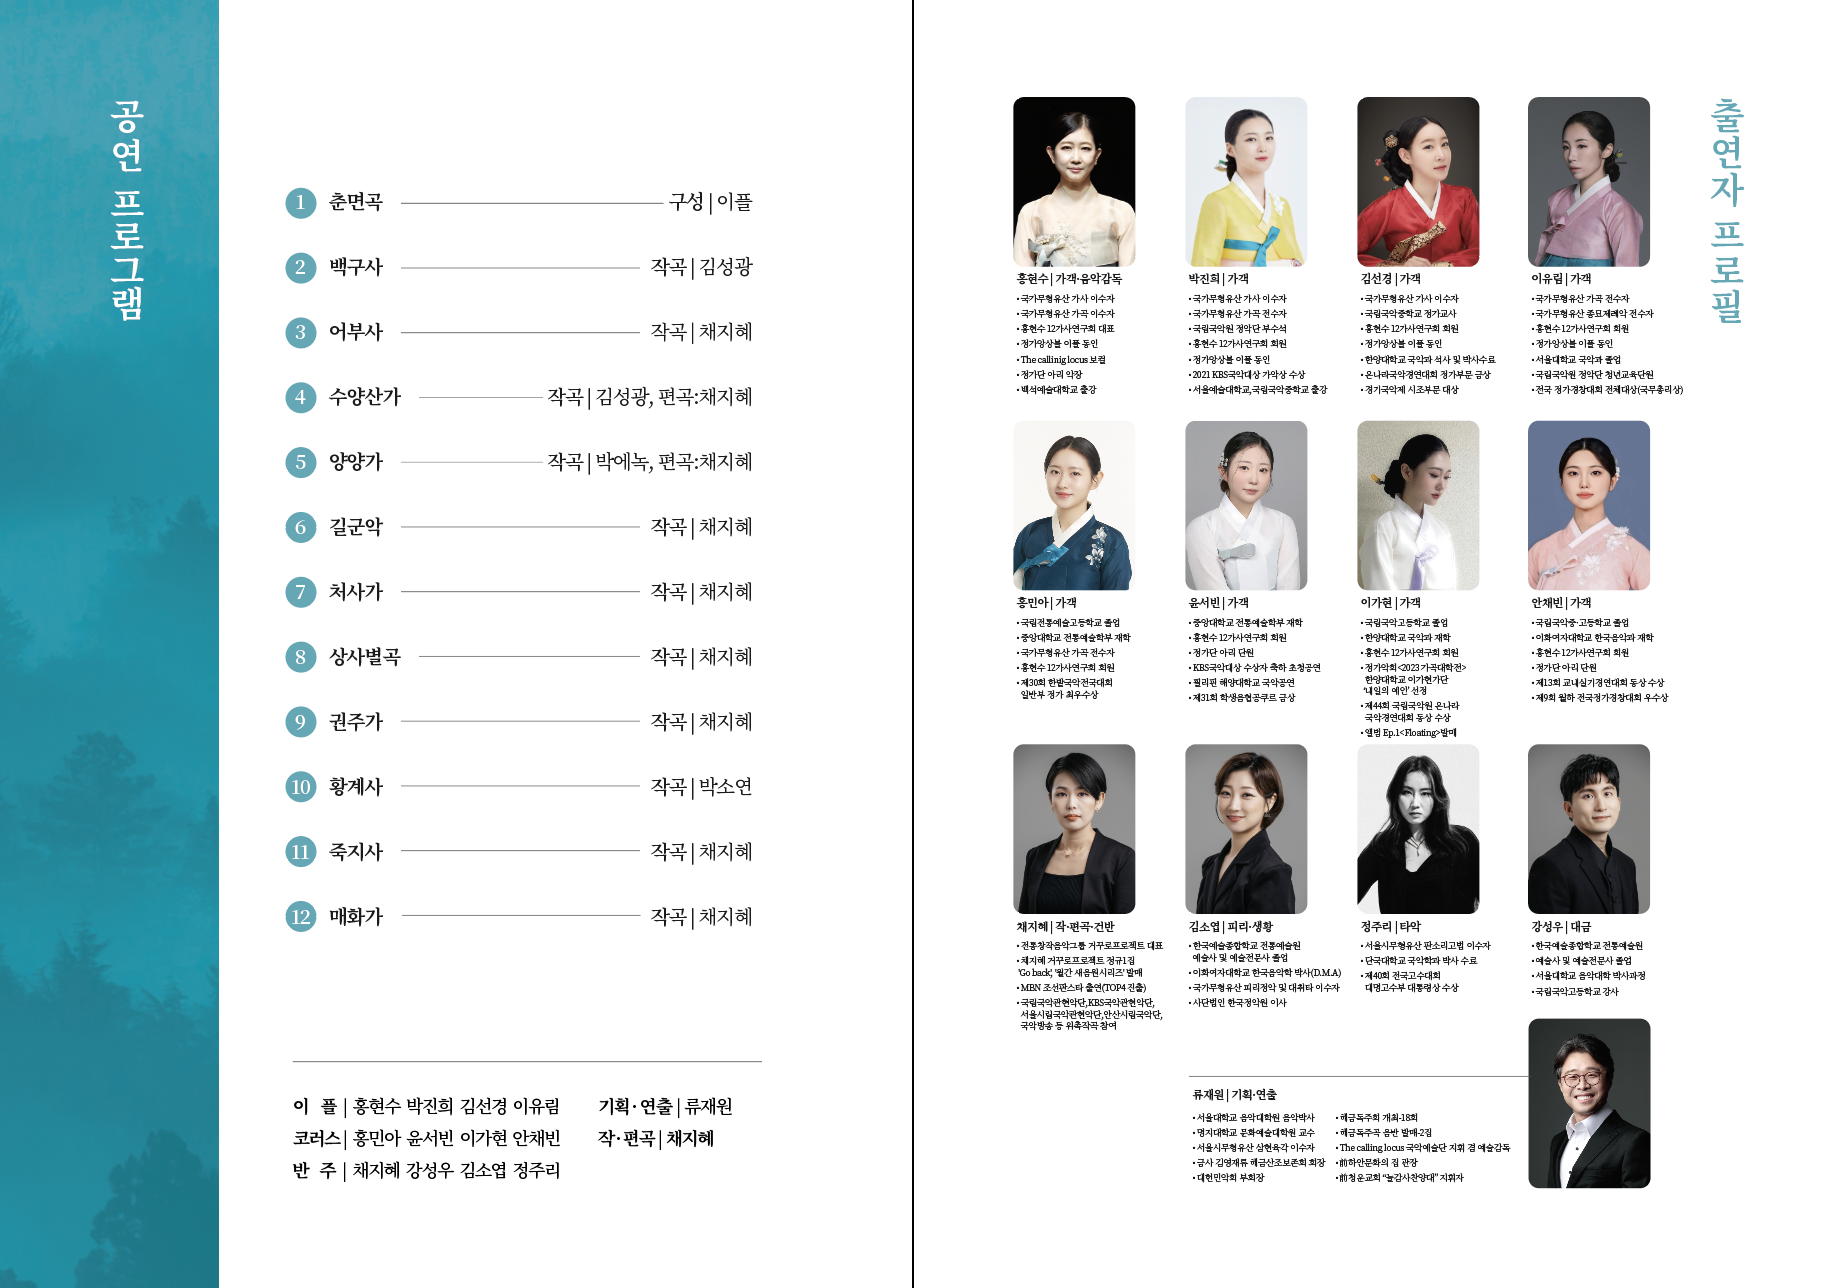 공연 프로그램
1 춘면곡 구성 | 이플
2 백구사 작곡 | 김성광
3 어부사 작곡 | 채지혜
4 수양산가 작곡 | 김성광, 편곡:채지혜
5 양양가 작곡 | 박에녹, 편곡:채지혜
6 길군악 작곡 | 채지혜
7 처사가 작곡 | 채지혜
8 상사별곡 작곡 | 채지혜
9 권주가 작곡 | 채지혜
10 황계사 작곡 | 박소연
11 죽지사 작곡 | 채지혜
12 매화가 작곡 | 채지혜
이 플 | 홍현수 박진희 김선경 이유림
코러스 | 홍민아 윤서빈 이가현 안채빈
반 주 | 채지혜 강성우 김소엽 정주리
기획·연출 | 류재원
작·편곡 | 채지혜
출연자 프로필
홍현수 | 가객·음악감독
• 국가무형유산 가사 이수자
• 국가무형유산 가곡 이수자
• 홍현수 12가사연구회 대표
• 정가앙상블 이플 동인
• The callinig locus 보컬
• 정가단 아리 악장
• 백석예술대학교 출강
박진희 | 가객
• 국가무형유산 가사 이수자
• 국가무형유산 가곡 전수자
• 국립국악원 정악단 부수석
• 홍현수 12가사연구회 회원
• 정가앙상블 이플 동인
• 2021 KBS국악대상 가악상 수상
• 서울예술대학교,국립국악중학교 출강
김선경 | 가객
• 국가무형유산 가사 이수자
• 국립국악중학교 정가교사
• 홍현수 12가사연구회 회원
• 정가앙상블 이플 동인
• 한양대학교 국악과 석사 및 박사수료
• 온나라국악경연대회 정가부문 금상
• 경기국악제 시조부문 대상
이유림 | 가객
• 국가무형유산 가곡 전수자
• 국가무형유산 종묘제례악 전수자
• 홍현수 12가사연구회 회원
• 정가앙상블 이플 동인
• 서울대학교 국악과 졸업
• 국립국악원 정악단 청년교육단원
• 전국 정가경창대회 전체대상(국무총리상)
홍민아 | 가객
• 국립전통예술고등학교 졸업
• 중앙대학교 전통예술학부 재학
• 국가무형유산 가곡 전수자
• 홍현수 12가사연구회 회원
• 제30회 한밭국악전국대회
일반부 정가 최우수상
윤서빈 | 가객
• 중앙대학교 전통예술학부 재학
• 홍현수 12가사연구회 회원
• 정가단 아리 단원
• KBS국악대상 수상자 축하 초청공연
• 필리핀 해양대학교 국악공연
• 제31회 학생음협콩쿠르 금상
이가현 | 가객
• 국립국악고등학교 졸업
• 한양대학교 국악과 재학
• 홍현수 12가사연구회 회원
• 정가악회<2023 가곡대학전>
한양대학교 이가현가단
'내일의 예인' 선정
• 제44회 국립국악원 온나라
국악경연대회 동상 수상
• 앨범 Ep.1<Floating>발매
안채빈 | 가객
• 국립국악중·고등학교 졸업
• 이화여자대학교 한국음악과 재학
• 홍현수 12가사연구회 회원
• 정가단 아리 단원
• 제13회 교내실기경연대회 동상 수상
• 제9회 월하 전국정가경창대회 우수상
채지혜 | 작·편곡·건반
• 전통창작음악그룹 거꾸로프로젝트 대표
• 채지혜 거꾸로프로젝트 정규1집
'Go back', '월간 새음원시리즈' 발매
• MBN 조선판스타 출연(TOP4 진출)
• 국립국악관현악단,KBS국악관현악단,
서울시립국악관현악단,안산시립국악단,
국악방송 등 위촉작곡 참여
김소엽 | 피리·생황
• 한국예술종합학교 전통예술원
예술사 및 예술전문사 졸업
• 이화여자대학교 한국음악학 박사(D.M.A)
• 국가무형유산 피리정악 및 대취타 이수자
• 사단법인 한국정악원 이사
정주리 | 타악
• 서울시무형유산 판소리고법 이수자
• 단국대학교 국악학과 박사 수료
• 제40회 전국고수대회
대명고수부 대통령상 수상
강성우 | 대금
• 한국예술종합학교 전통예술원
• 예술사 및 예술전문사 졸업
• 서울대학교 음악대학 박사과정
• 국립국악고등학교 강사
류재원 | 기획·연출
• 서울대학교 음악대학원 음악박사
• 명지대학교 문화예술대학원 교수
• 서울시무형유산 삼현육각 이수자
• 금사 김영재류 해금산조보존회 회장
• 대현민악회 부회장
• 해금독주회 개최-18회
• 해금독주곡 음반 발매-2집
• The calling locus 국악예술단 지휘 겸 예술감독
• 前하안문화의 집 관장
• 前청운교회 "늘감사찬양대" 지휘자